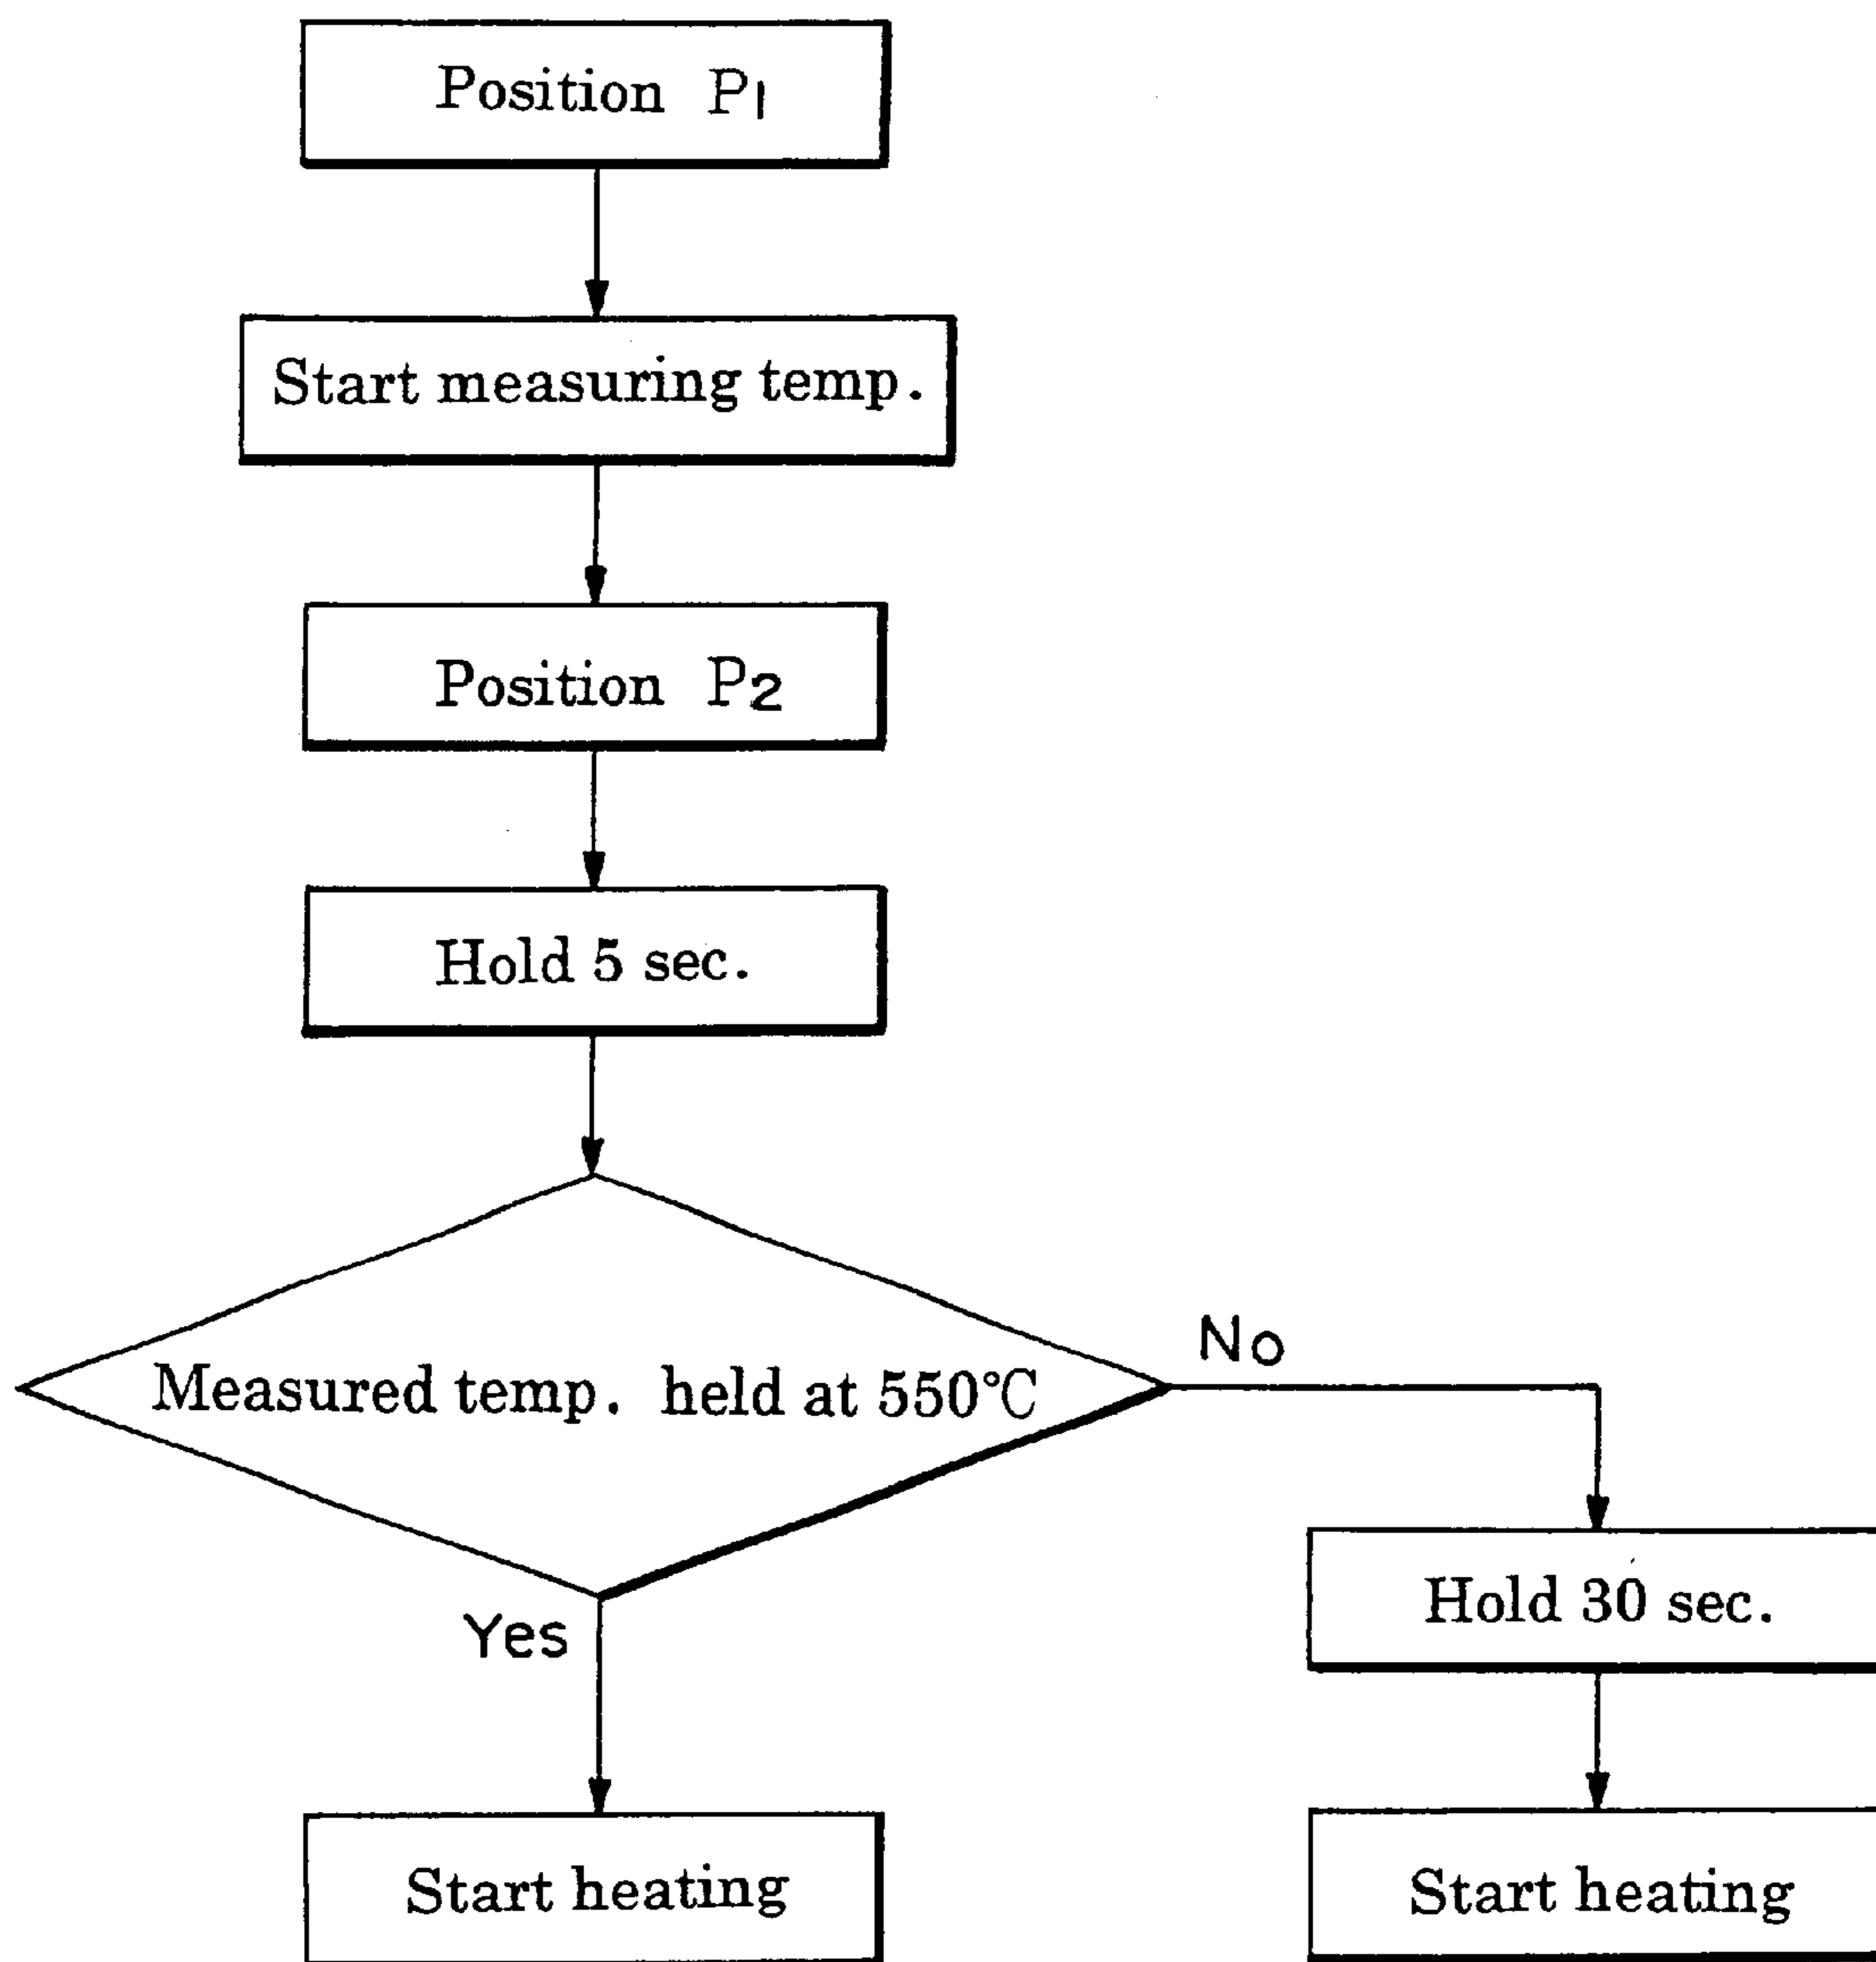 Position P1
Start measuring temp.
Position P2
Hold 5 sec.
Measured temp. held at 550°C
No
Yes
Hold 30 sec.
Start heating
Start heating